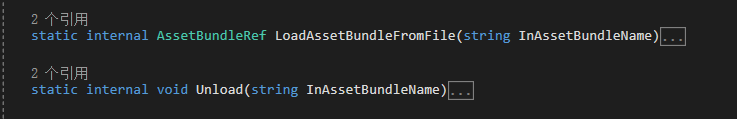 2 个引用
static internal AssetBundleRef LoadAssetBundleFromFile(string InAssetBundleName)...
2 个引用
static internal void Unload(string InAssetBundleName)...